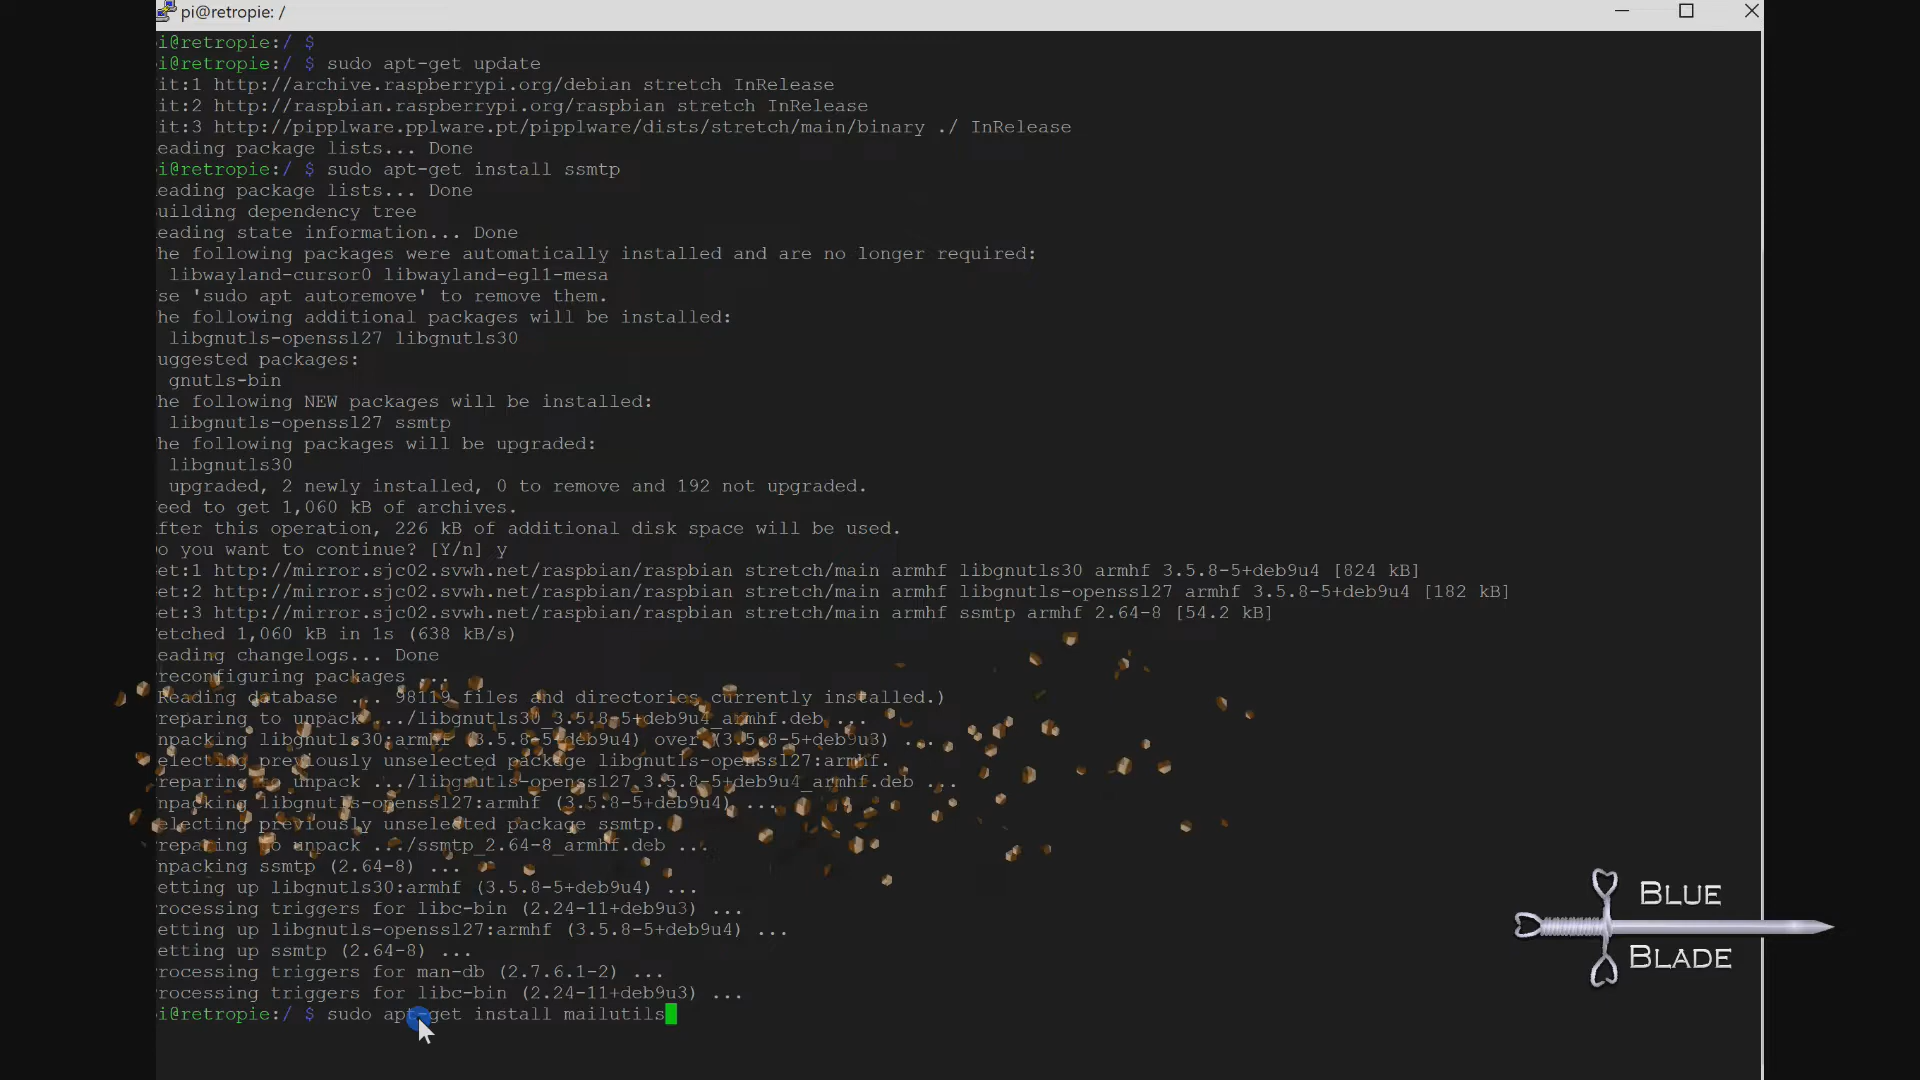 pi@retropie: /
i@retropie:/ $
i@retropie:/ $ sudo apt-get update
it:1 http://archive.raspberrypi.org/debian stretch InRelease
it:2 http://raspbian.raspberrypi.org/raspbian stretch InRelease
it:3 http://pipplware.pplware.pt/pipplware/dists/stretch/main/binary ./ InRelease
eading package lists... Done
i@retropie:/ $ sudo apt-get install ssmtp
eading package lists... Done
uilding dependency tree
eading state information... Done
he following packages were automatically installed and are no longer required:
libwayland-cursor0 libwayland-egl1-mesa
se 'sudo apt autoremove' to remove them.
he following additional packages will be installed:
libgnutls-openssl27 libgnutls30
uggested packages:
gnutls-bin
he following NEW packages will be installed:
libgnutls-openssl27 ssmtp
he following packages will be upgraded:
libgnutls30
upgraded, 2 newly installed, 0 to remove and 192 not upgraded.
eed to get 1,060 kB of archives.
fter this operation, 226 kB of additional disk space will be used.
o you want to continue? [Y/n] y
et:1 http://mirror.sjc02.svwh.net/raspbian/raspbian stretch/main armhf libgnutls30 armhf 3.5.8-5+deb9u4 [824 kB]
et:2 http://mirror.sjc02.svwh.net/raspbian/raspbian stretch/main armhf libgnutls-openssl27 armhf 3.5.8-5+deb9u4 [182 kB]
et:3 http://mirror.sjc02.svwh.net/raspbian/raspbian stretch/main armhf ssmtp armhf 2.64-8 [54.2 kB]
etched 1,060 kB in 1s (638 kB/s)
eading changelogs... Done
reconfiguring packages ...
Reading database ... 98119 files and directories currently installed.)
reparing to unpack .../libgnutls30_3.5.8-5+deb9u4_armhf.deb ...
npacking libgnutls30:armhf (3.5.8-5+deb9u4) over (3.5.8-5+deb9u3) ...
electing previously unselected package libgnutls-openssl27:armhf.
reparing to unpack .../libgnutls-openssl27_3.5.8-5+deb9u4_armhf.deb ...
npacking libgnutls-openssl27:armhf (3.5.8-5+deb9u4) ...
electing previously unselected package ssmtp.
reparing to unpack .../ssmtp_2.64-8_armhf.deb ...
npacking ssmtp (2.64-8) ...
etting up libgnutls30:armhf (3.5.8-5+deb9u4) ...
rocessing triggers for libc-bin (2.24-11+deb9u3) ...
etting up libgnutls-openssl27:armhf (3.5.8-5+deb9u4) ...
etting up ssmtp (2.64-8) ...
rocessing triggers for man-db (2.7.6.1-2) ...
rocessing triggers for libc-bin (2.24-11+deb9u3) ...
i@retropie:/ $ sudo apt-get install mailutils
BLUE
BLADE